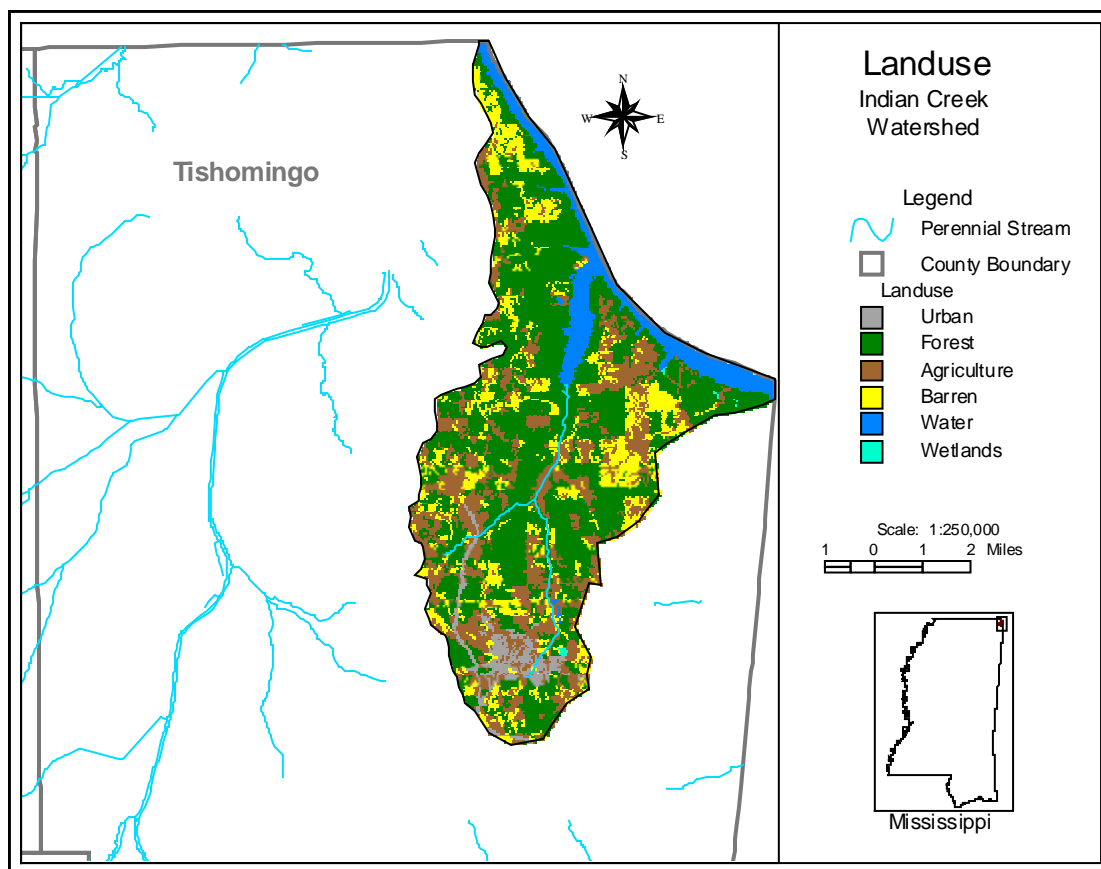 Landuse
Indian Creek
Watershed
N
W
E
S
Tishomingo
Legend
Perennial Stream
County Boundary
Landuse
Urban
Forest
Agriculture
Barren
Water
Wetlands
Scale: 1:250,000
1 0 1 2 Miles
Mississippi